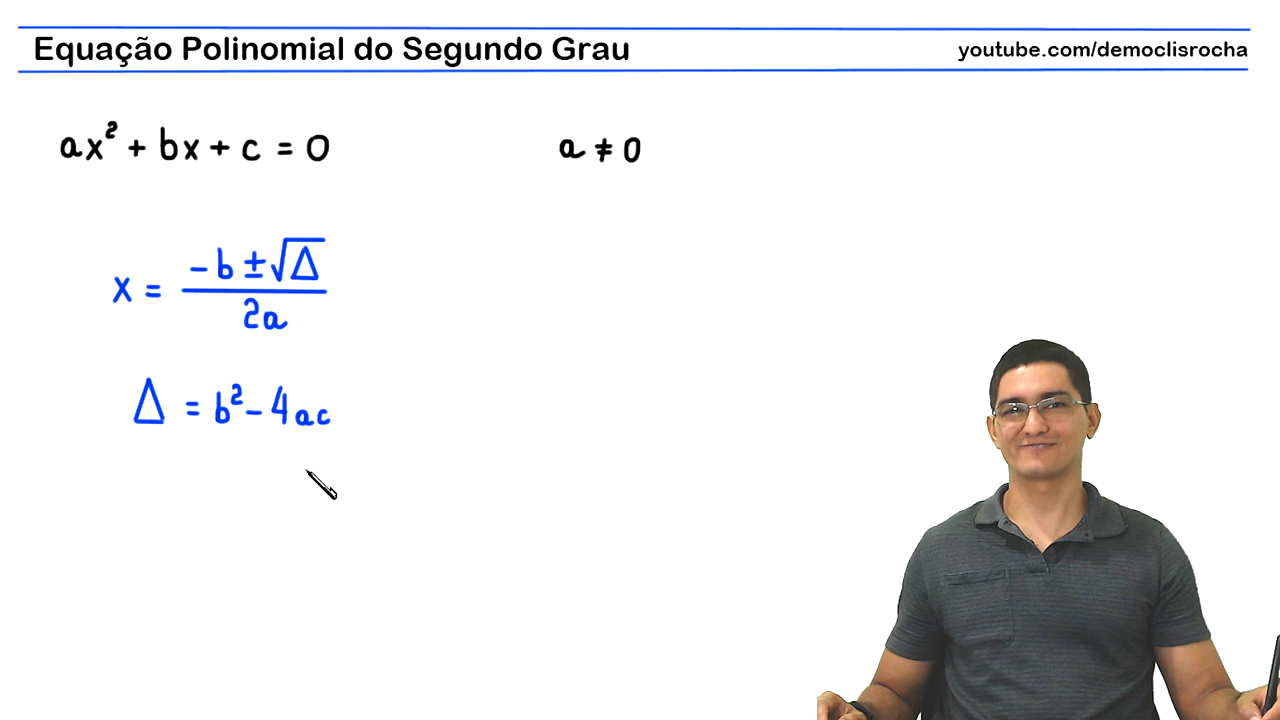 Equação Polinomial do Segundo Grau
youtube.com/democlisrocha
ax² + bx + c = 0
a ≠ 0
x = (-b ± √Δ) / 2a
Δ = b² - 4ac